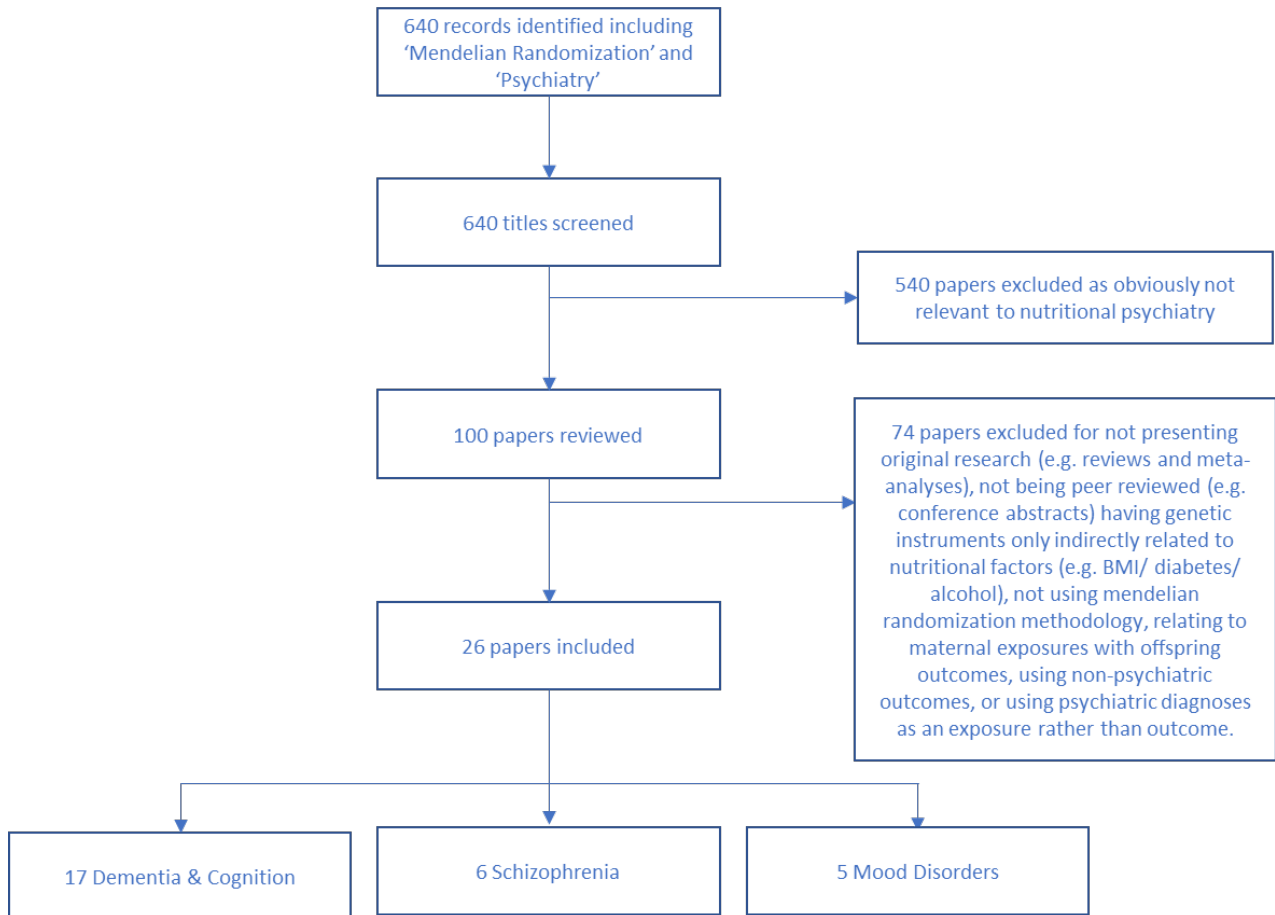 640 records identified including
‘Mendelian Randomization’ and
‘Psychiatry’
640 titles screened
540 papers excluded as obviously not
relevant to nutritional psychiatry
100 papers reviewed
74 papers excluded for not presenting
original research (e.g. reviews and meta-
analyses), not being peer reviewed (e.g.
conference abstracts) having genetic
instruments only indirectly related to
nutritional factors (e.g. BMI/ diabetes/
alcohol), not using mendelian
randomization methodology, relating to
maternal exposures with offspring
outcomes, using non-psychiatric
outcomes, or using psychiatric diagnoses
as an exposure rather than outcome.
26 papers included
17 Dementia & Cognition
6 Schizophrenia
5 Mood Disorders